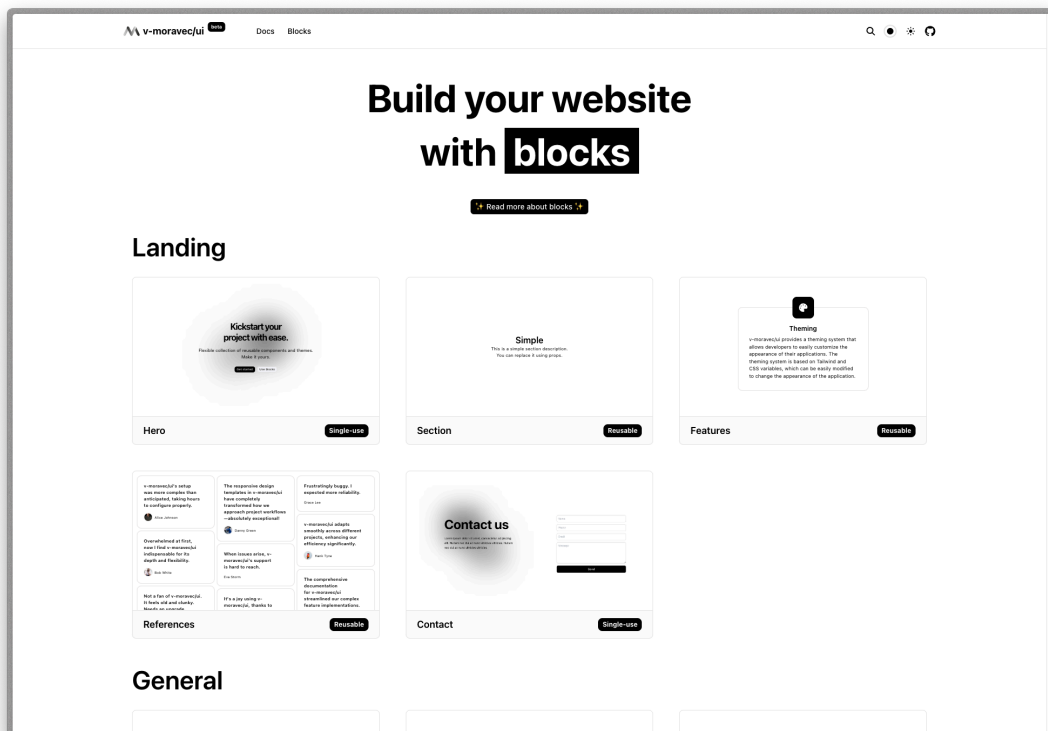 v-moravec/ui beta
Docs Blocks
Build your website
with blocks
✨ Read more about blocks ✨
Landing
Kickstart your
project with ease.
Flexible collection of reusable components and themes.
Make it yours.
Hero
Single-use
Simple
This is a simple section description.
You can replace it using props.
Section
Reusable
Theming
v-moravec/ui provides a theming system that
allows developers to easily customize the
appearance of their applications. The
theming system is based on Tailwind and
CSS variables, which can be easily modified
to change the appearance of the application.
Features
Reusable
v-moravec/ui's setup
was more complex than
anticipated, taking hours
to configure properly.
Alice Johnson
Overwhelmed at first,
now I find v-moravec/ui
indispensable for its
depth and flexibility.
Bob White
Not a fan of v-moravec/ui.
It feels old and clunky.
Needs an upgrade
The responsive design
templates in v-moravec/ui
have completely
transformed how we
approach project workflows
—absolutely exceptional!
Danny Green
When issues arise, v-
moravec/ui's support
is hard to reach.
Eva Storm
It's a joy using v-
moravec/ui, thanks to
Frustratingly buggy. I
expected more reliability.
Grace Lee
v-moravec/ui adapts
smoothly across different
projects, enhancing our
efficiency significantly.
The comprehensive
documentation
for v-moravec/ui
streamlined our complex
feature implementations.
References
Reusable
Contact us
Contact
Single-use
General